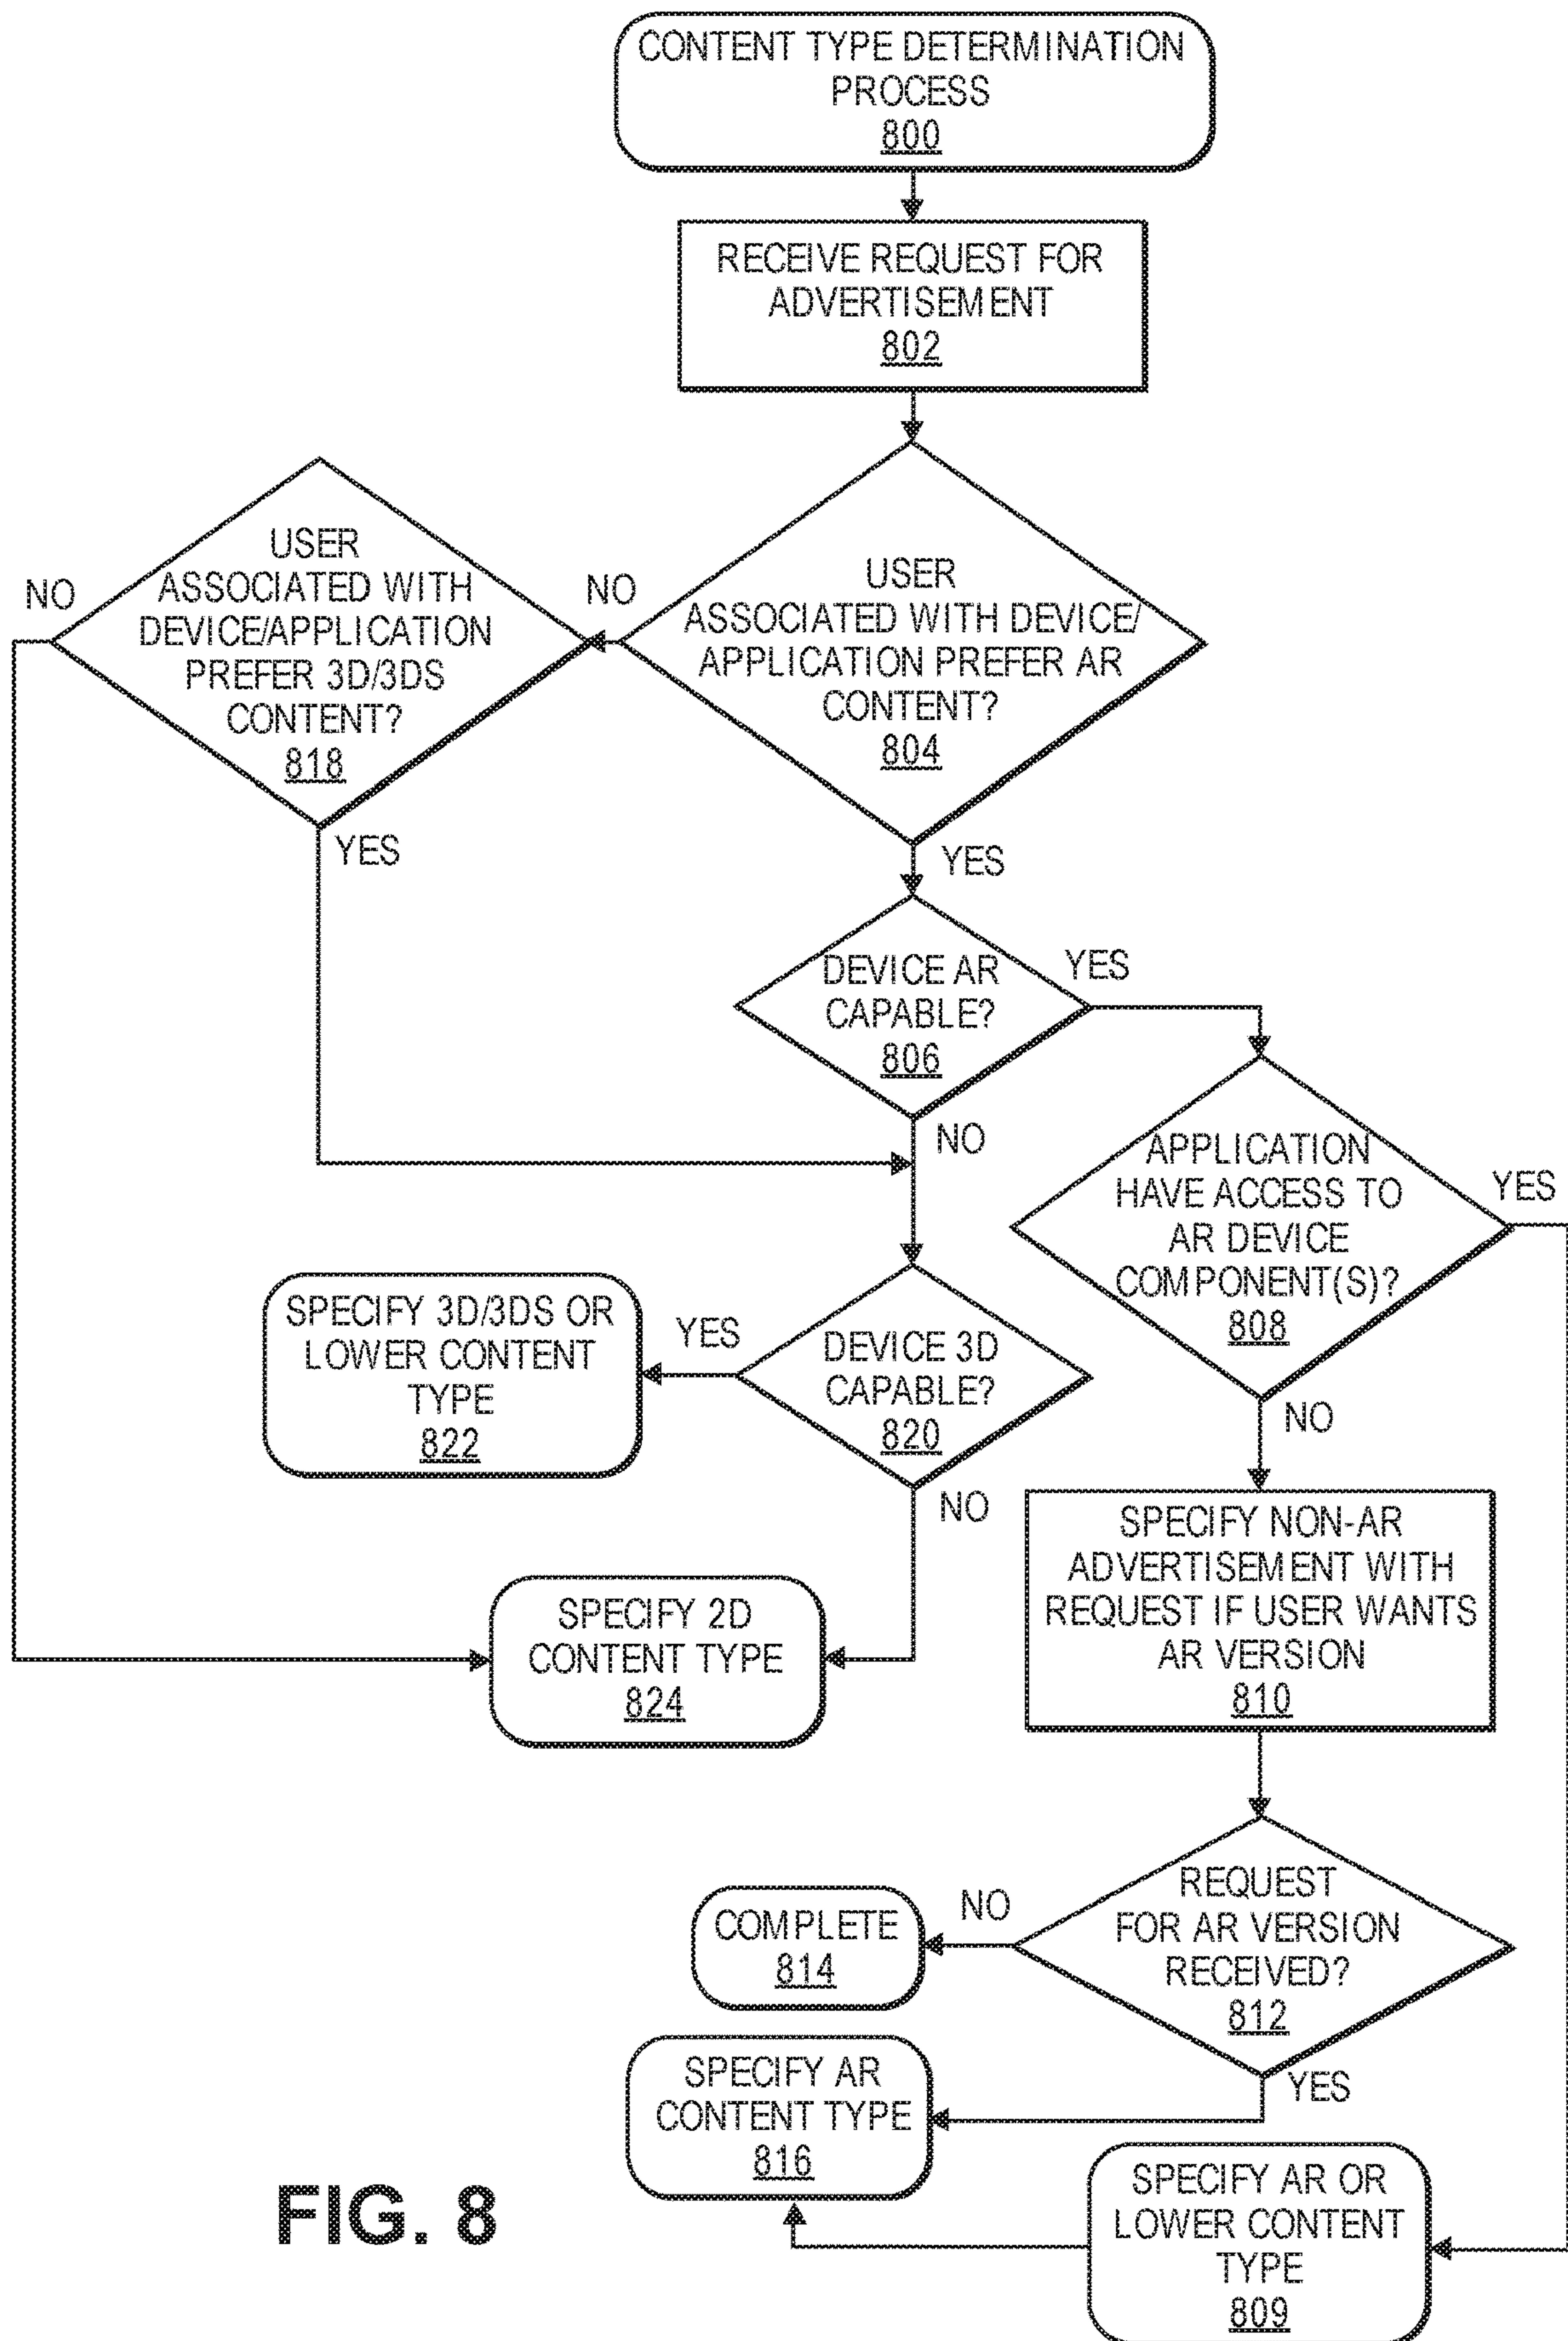 CONTENT TYPE DETERMINATION
PROCESS
800
RECEIVE REQUEST FOR
ADVERTISEMENT
802
USER
ASSOCIATED WITH DEVICE/
APPLICATION PREFER AR
CONTENT?
804
NO
YES
USER
ASSOCIATED WITH
DEVICE/APPLICATION
PREFER 3D/3DS
CONTENT?
818
NO
YES
DEVICE AR
CAPABLE?
806
YES
NO
APPLICATION
HAVE ACCESS TO
AR DEVICE
COMPONENT(S)?
808
YES
NO
DEVICE 3D
CAPABLE?
820
YES
NO
SPECIFY 3D/3DS OR
LOWER CONTENT
TYPE
822
SPECIFY 2D
CONTENT TYPE
824
SPECIFY NON-AR
ADVERTISEMENT WITH
REQUEST IF USER WANTS
AR VERSION
810
REQUEST
FOR AR VERSION
RECEIVED?
812
NO
YES
COMPLETE
814
SPECIFY AR
CONTENT TYPE
816
SPECIFY AR OR
LOWER CONTENT
TYPE
809
FIG. 8